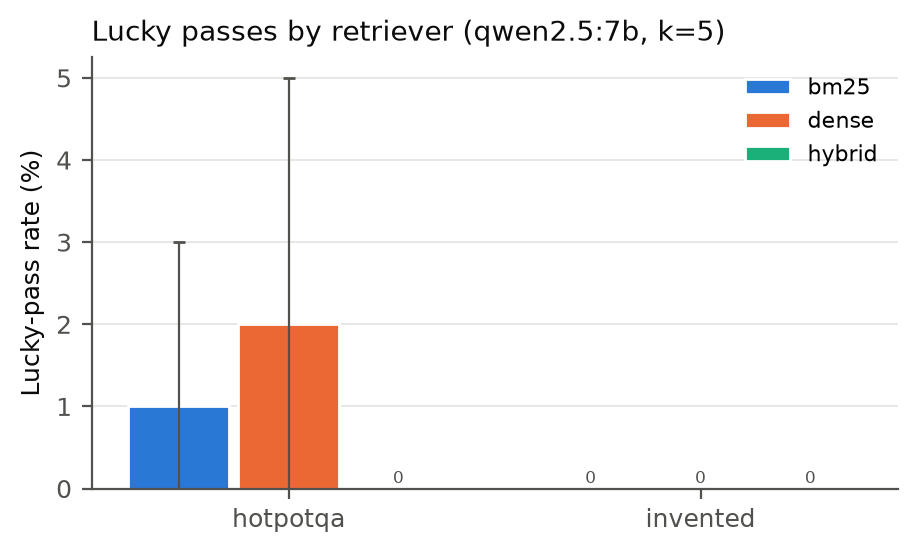 Lucky passes by retriever (qwen2.5:7b, k=5)
Lucky-pass rate (%)
5
4
3
2
1
0
bm25
dense
hybrid
0
0
0
0
hotpotqa
invented